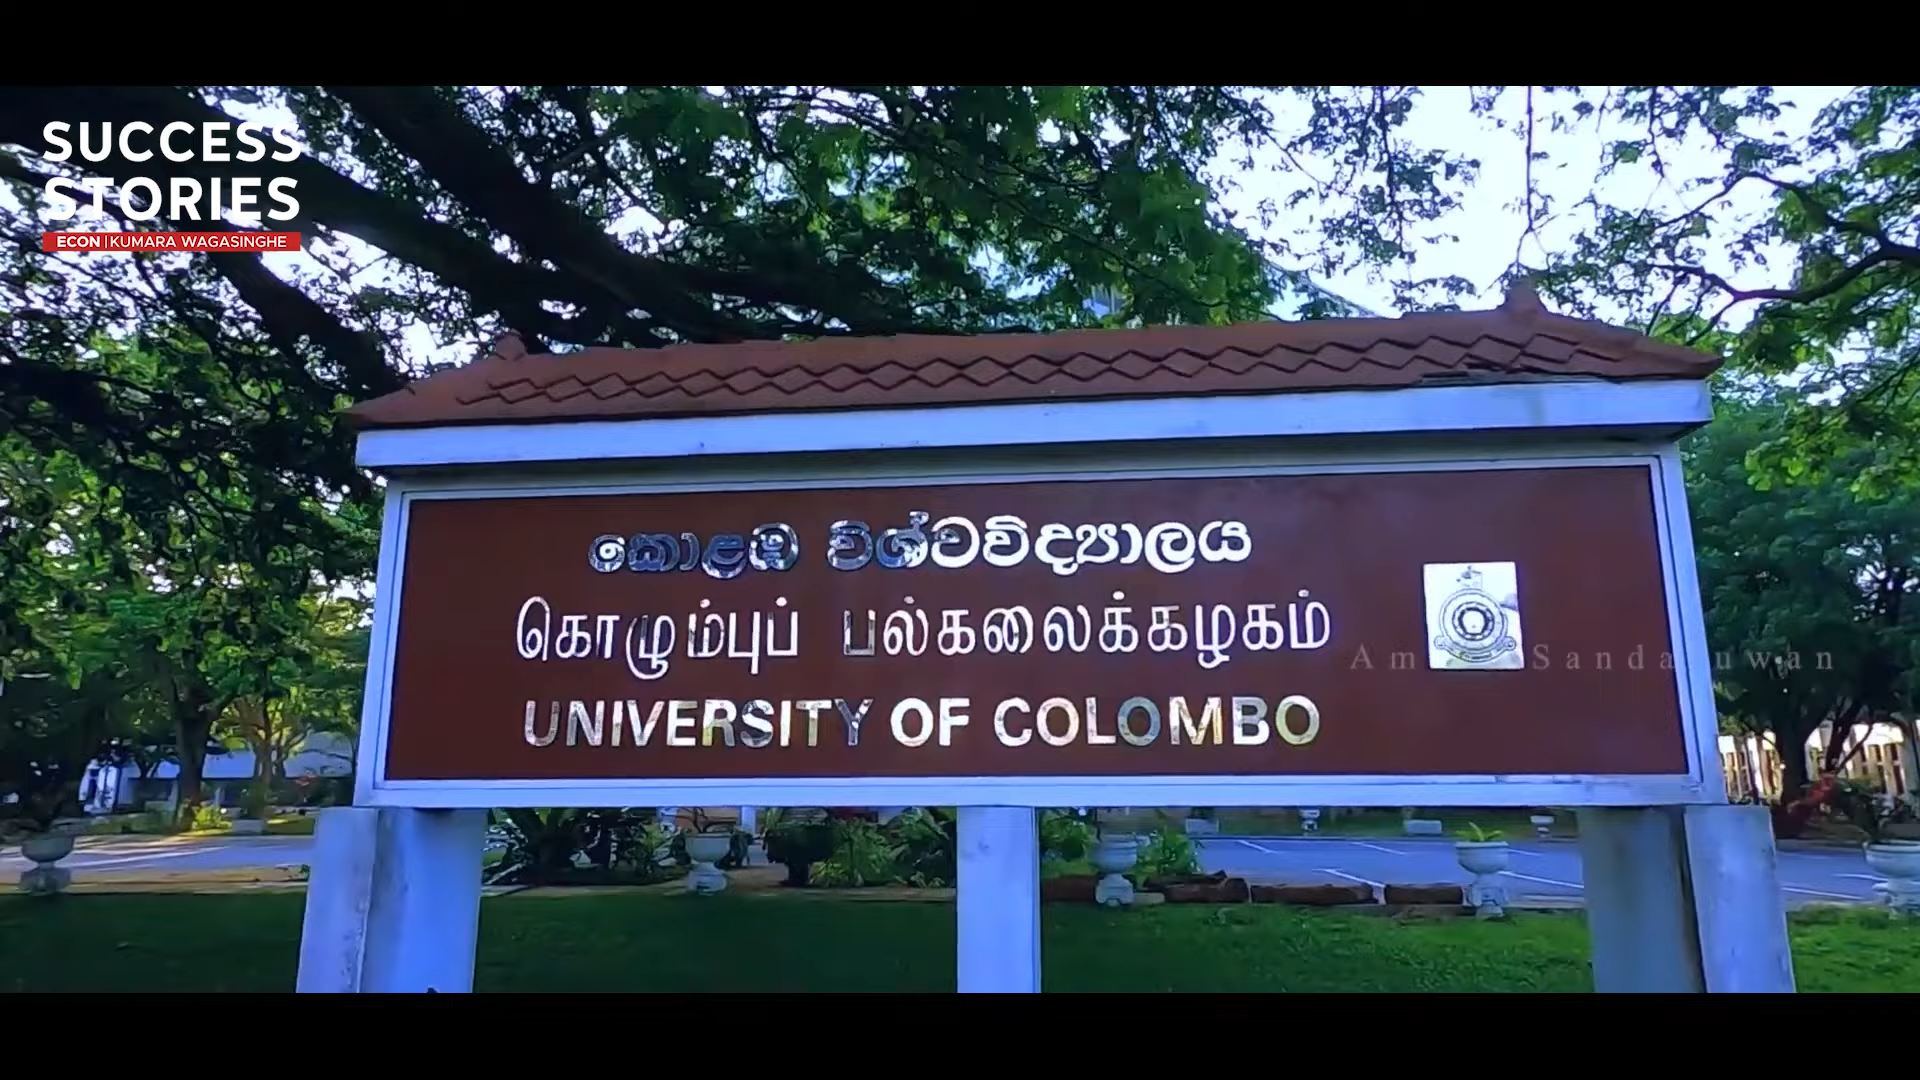 SUCCESS
STORIES
ECON | KUMARA WAGASINGHE
කොළඹ විශ්වවිද්‍යාලය
கொழும்புப் பல்கலைக்கழகம்
UNIVERSITY OF COLOMBO